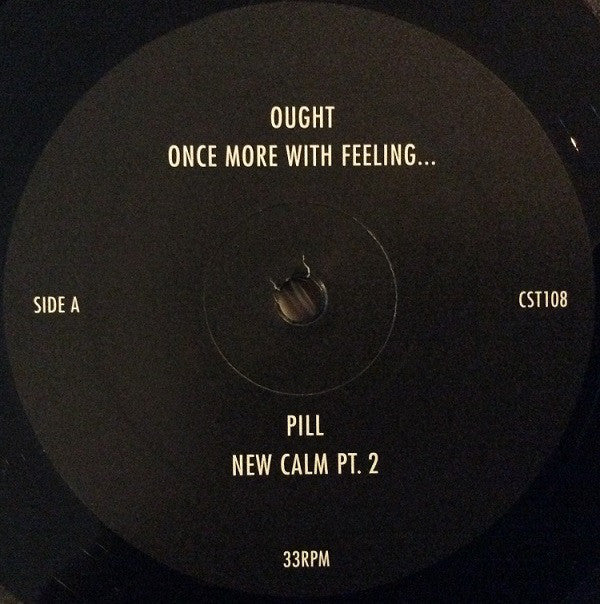 OUGHT
ONCE MORE WITH FEELING...
SIDE A
CST108
PILL
NEW CALM PT. 2
33RPM